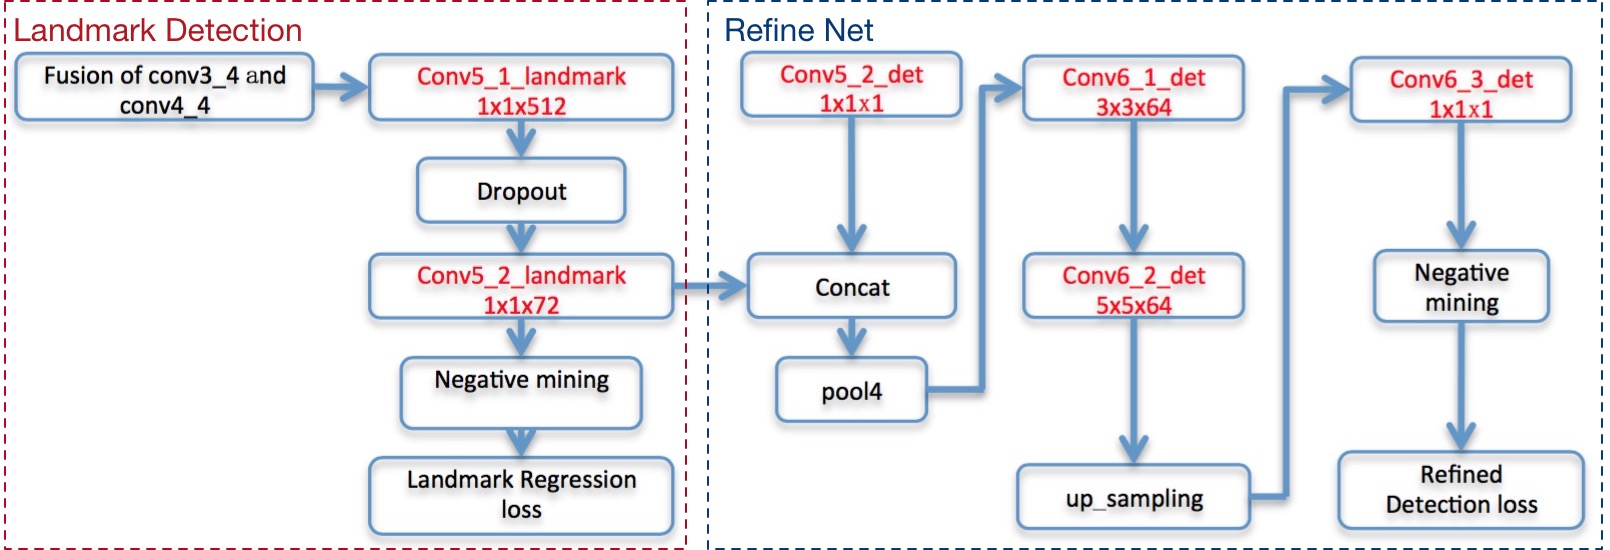 Landmark Detection
Fusion of conv3_4 and
conv4_4
Conv5_1_landmark
1x1x512
Dropout
Conv5_2_landmark
1x1x72
Negative mining
Landmark Regression
loss
Refine Net
Conv5_2_det
1x1x1
Concat
pool4
Conv6_1_det
3x3x64
Conv6_2_det
5x5x64
up_sampling
Conv6_3_det
1x1x1
Negative
mining
Refined
Detection loss